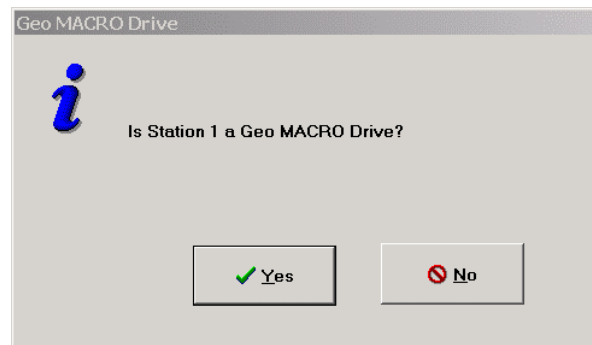 Geo MACRO Drive
Is Station 1 a Geo MACRO Drive?
Yes
No